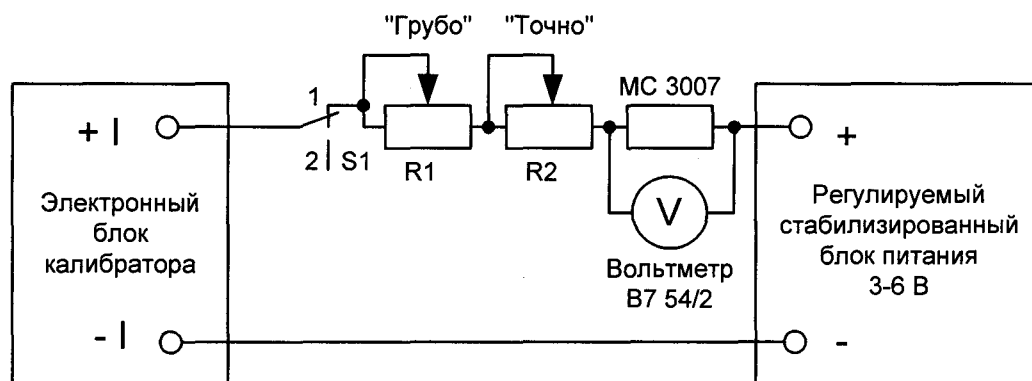 "Грубо"
"Точно"
МС 3007
1
+ I
2
S1
R1
R2
+
Электронный
блок
калибратора
V
Вольтметр
В7 54/2
Регулируемый
стабилизированный
блок питания
3-6 В
- I
-